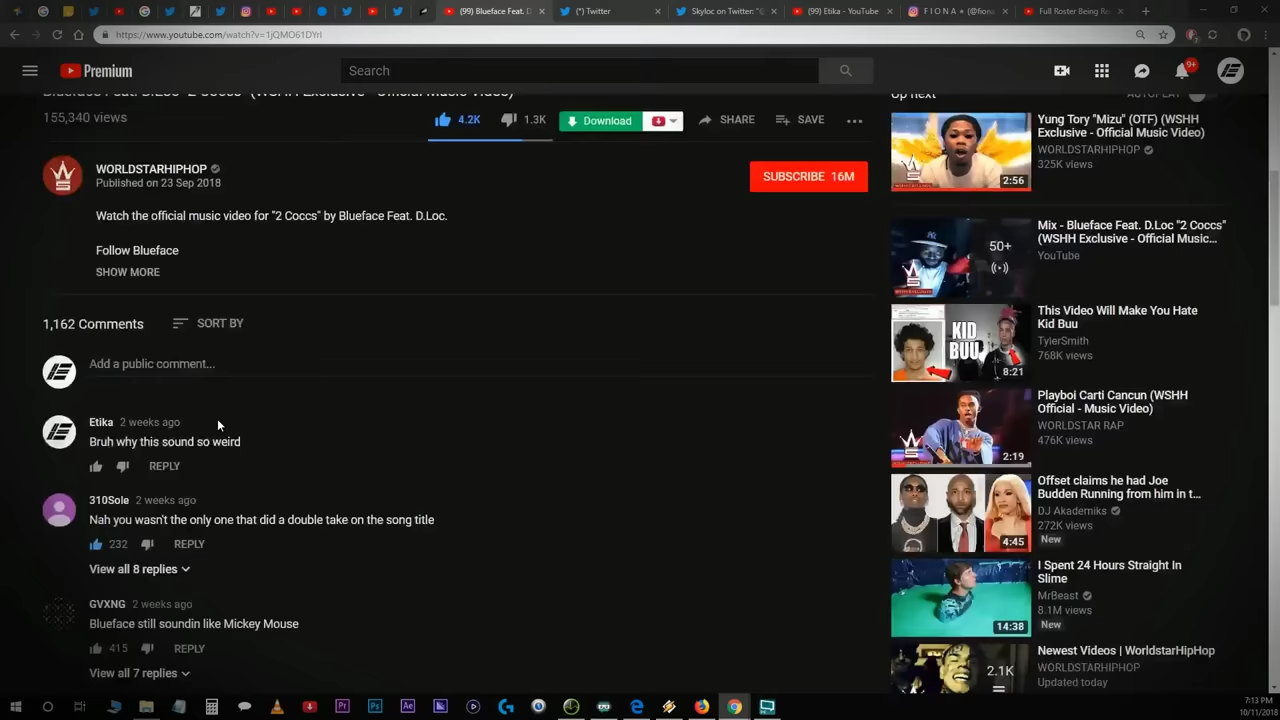 (99) Blueface Feat. D
(*) Twitter
Skyloc on Twitter: "@
(99) Etika - YouTube
F I O N A ✶ (@fiona
Full Roster Being Re
https://www.youtube.com/watch?v=1jQMO61DYrI
Premium
Search
9+
Blueface Feat. D.Loc "2 Coccs" (WSHH Exclusive - Official Music Video)
155,340 views
4.2K
1.3K
Download
SHARE
SAVE
WORLDSTARHIPHOP
Published on 23 Sep 2018
SUBSCRIBE 16M
Watch the official music video for "2 Coccs" by Blueface Feat. D.Loc.
Follow Blueface
SHOW MORE
1,162 Comments
SORT BY
Add a public comment...
Etika 2 weeks ago
Bruh why this sound so weird
REPLY
310Sole 2 weeks ago
Nah you wasn't the only one that did a double take on the song title
232
REPLY
View all 8 replies
GVXNG 2 weeks ago
Blueface still soundin like Mickey Mouse
415
REPLY
View all 7 replies
Up next
AUTOPLAY
Yung Tory "Mizu" (OTF) (WSHH
Exclusive - Official Music Video)
WORLDSTARHIPHOP
325K views
2:56
Mix - Blueface Feat. D.Loc "2 Coccs"
(WSHH Exclusive - Official Music...
YouTube
50+
This Video Will Make You Hate
Kid Buu
TylerSmith
768K views
KID
BUU
8:21
Playboi Carti Cancun (WSHH
Official - Music Video)
WORLDSTAR RAP
476K views
2:19
Offset claims he had Joe
Budden Running from him in t...
DJ Akademiks
272K views
New
4:45
I Spent 24 Hours Straight In
Slime
MrBeast
8.1M views
New
14:38
Newest Videos | WorldstarHipHop
WORLDSTARHIPHOP
Updated today
2.1K
7:13 PM
10/11/2018